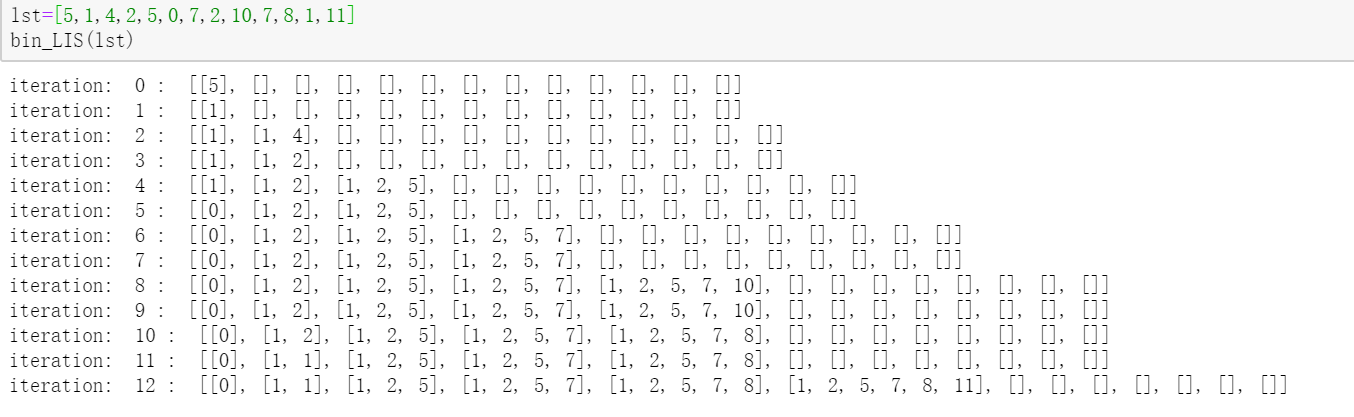 lst=[5,1,4,2,5,0,7,2,10,7,8,1,11]
bin_LIS(lst)
iteration:  0 :  [[5], [], [], [], [], [], [], [], [], [], [], [], []]
iteration:  1 :  [[1], [], [], [], [], [], [], [], [], [], [], [], []]
iteration:  2 :  [[1], [1, 4], [], [], [], [], [], [], [], [], [], [], []]
iteration:  3 :  [[1], [1, 2], [], [], [], [], [], [], [], [], [], [], []]
iteration:  4 :  [[1], [1, 2], [1, 2, 5], [], [], [], [], [], [], [], [], [], []]
iteration:  5 :  [[0], [1, 2], [1, 2, 5], [], [], [], [], [], [], [], [], [], []]
iteration:  6 :  [[0], [1, 2], [1, 2, 5], [1, 2, 5, 7], [], [], [], [], [], [], [], [], []]
iteration:  7 :  [[0], [1, 2], [1, 2, 5], [1, 2, 5, 7], [], [], [], [], [], [], [], [], []]
iteration:  8 :  [[0], [1, 2], [1, 2, 5], [1, 2, 5, 7], [1, 2, 5, 7, 10], [], [], [], [], [], [], [], []]
iteration:  9 :  [[0], [1, 2], [1, 2, 5], [1, 2, 5, 7], [1, 2, 5, 7, 10], [], [], [], [], [], [], [], []]
iteration:  10 :  [[0], [1, 2], [1, 2, 5], [1, 2, 5, 7], [1, 2, 5, 7, 8], [], [], [], [], [], [], [], []]
iteration:  11 :  [[0], [1, 1], [1, 2, 5], [1, 2, 5, 7], [1, 2, 5, 7, 8], [], [], [], [], [], [], [], []]
iteration:  12 :  [[0], [1, 1], [1, 2, 5], [1, 2, 5, 7], [1, 2, 5, 7, 8], [1, 2, 5, 7, 8, 11], [], [], [], [], [], [], []]